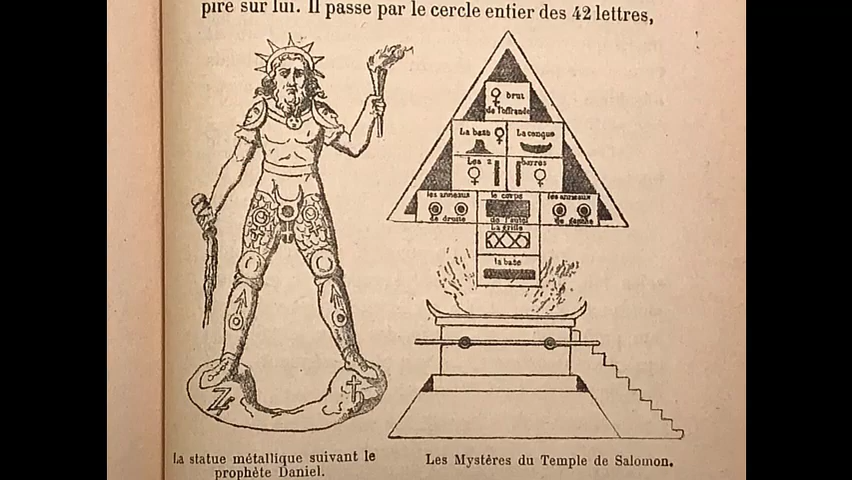 pire sur lui. Il passe par le cercle entier des 42 lettres,
brut
de l'offrande
La base
La conque
Les 2
barres
les anneaux
de droite
le corps
de l'autel
les anneaux
de
La grille
la base
La statue métallique suivant le
prophète Daniel.
Les Mystères du Temple de Salomon.